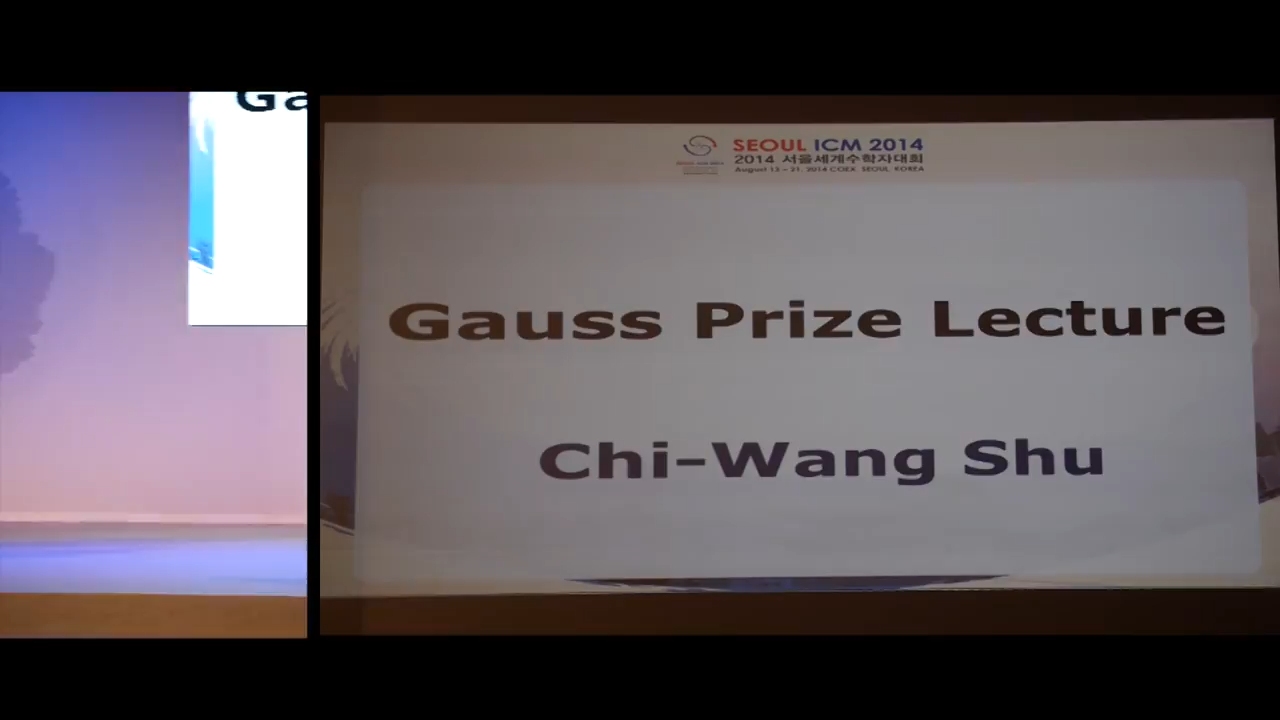 Ga
SEOUL ICM 2014
2014 서울세계수학자대회
August 13 – 21, 2014 COEX, SEOUL, KOREA
Gauss Prize Lecture
Chi-Wang Shu